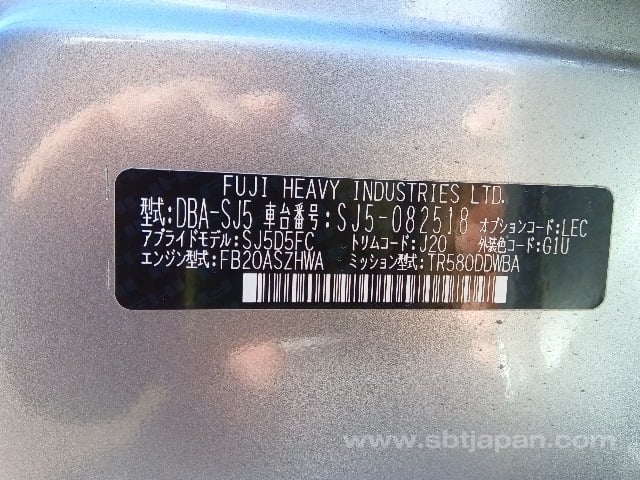 FUJI HEAVY INDUSTRIES LTD.
型式:DBA-SJ5 車台番号:SJ5-082518 オプションコード:LEC
アプライドモデル:SJ5D5FC トリムコード:J20 外装色コード:G1U
エンジン型式:FB20ASZHWA ミッション型式:TR580DDWBA
www.sbtjapan.com